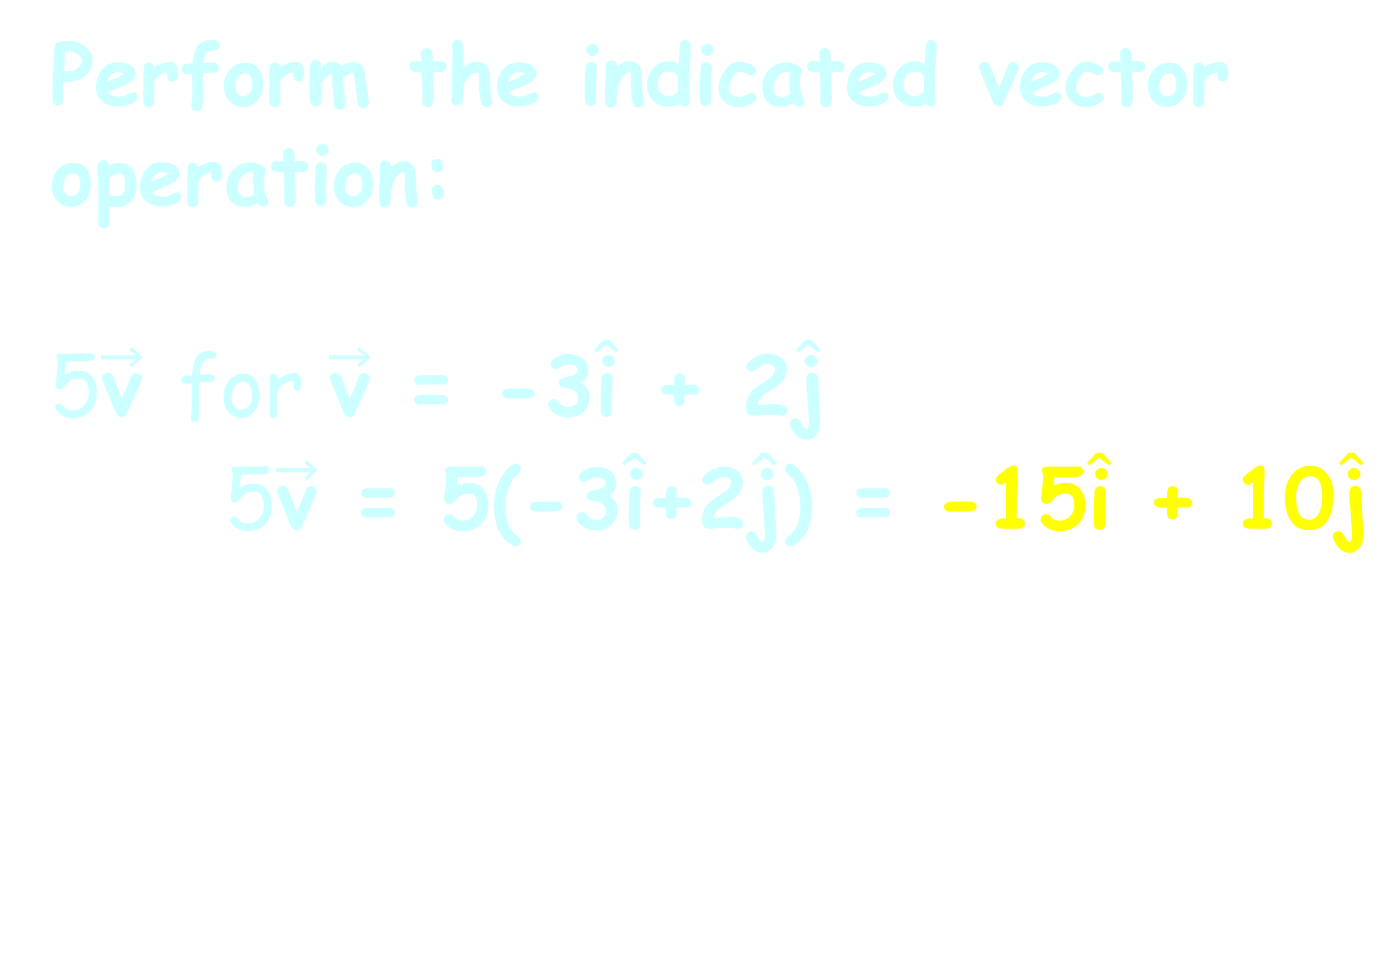 Perform the indicated vector
operation:
5v⃗ for v⃗ = -3î + 2ĵ
5v⃗ = 5(-3î+2ĵ) = -15î + 10ĵ